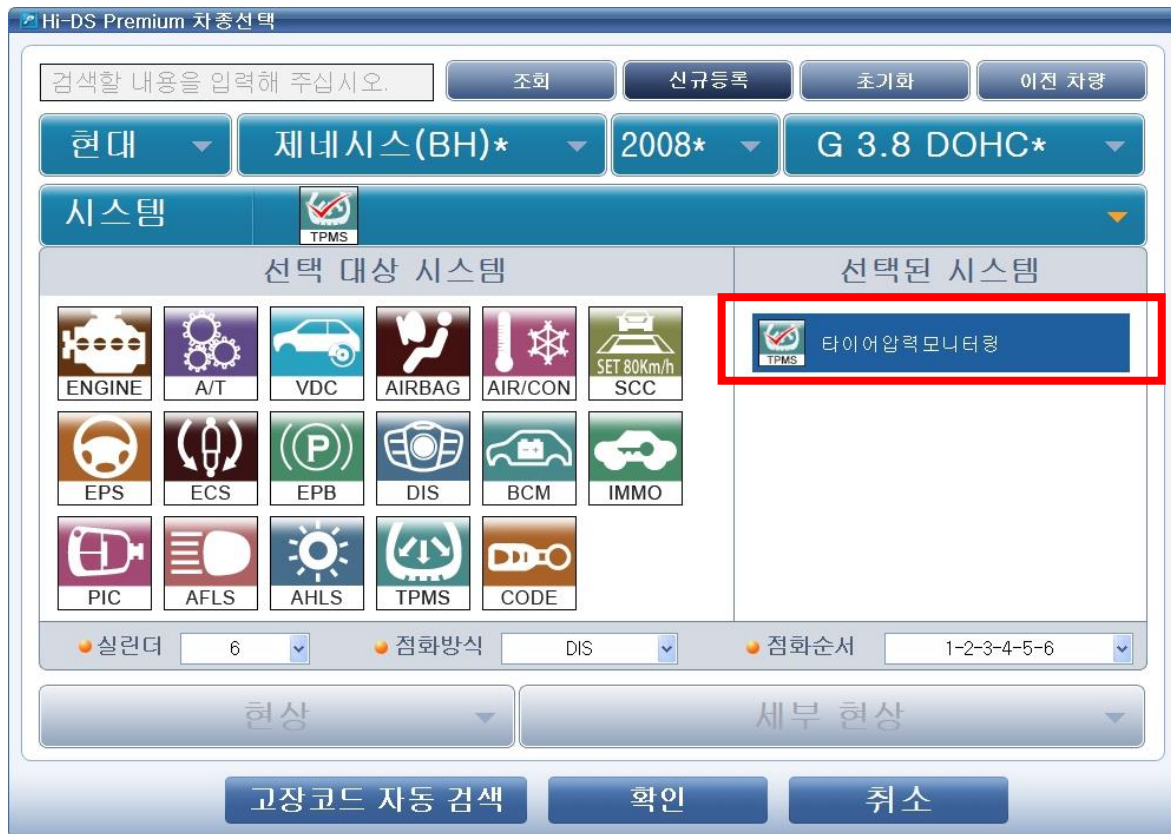 Hi-DS Premium 차종선택
검색할 내용을 입력해 주십시오. 조회 신규등록 초기화 이전 차량
현대 제네시스(BH)* 2008* G 3.8 DOHC*
시스템 TPMS
선택 대상 시스템 선택된 시스템
TPMS 타이어압력모니터링
SET 80Km/h
ENGINE A/T VDC AIRBAG AIR/CON SCC
P
EPS ECS EPB DIS BCM IMMO
PIC AFLS AHLS TPMS CODE
실린더 6 점화방식 DIS 점화순서 1-2-3-4-5-6
현상 세부 현상
고장코드 자동 검색 확인 취소